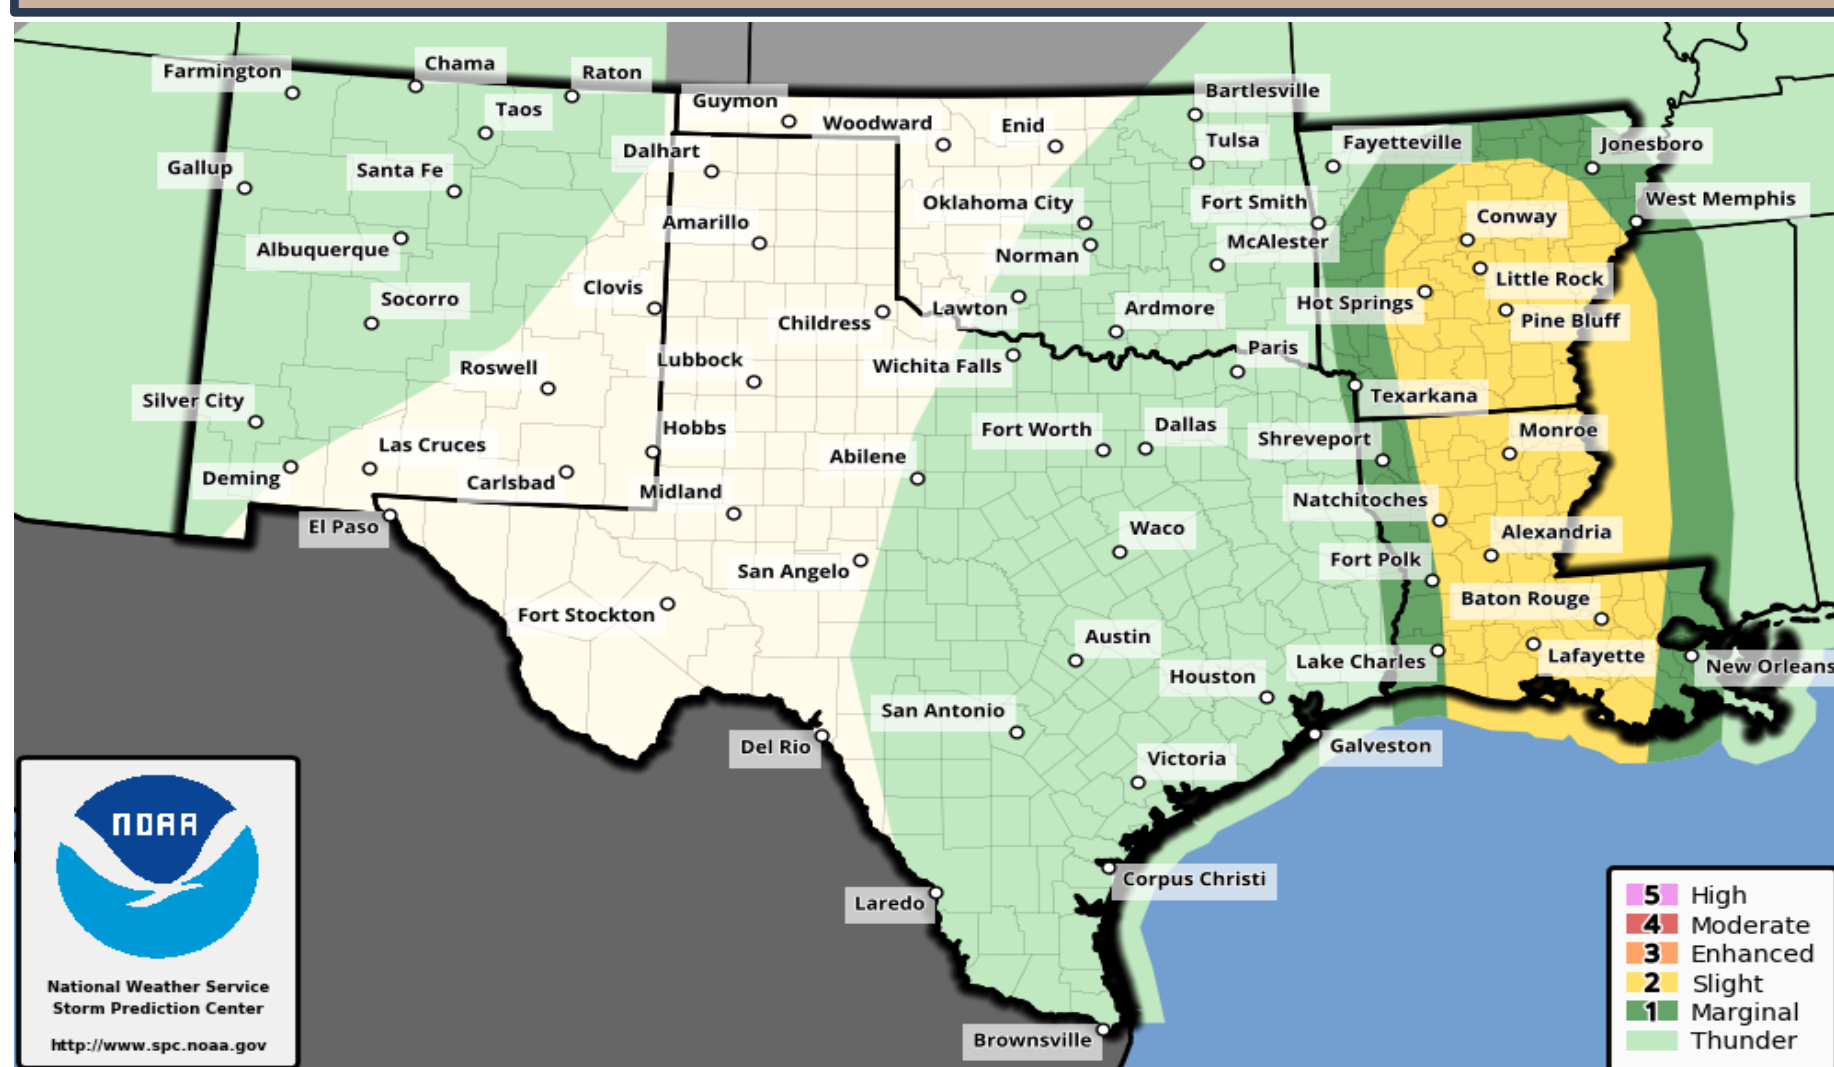 Farmington
Chama
Raton
Taos
Guymon
Woodward
Enid
Bartlesville
Tulsa
Fayetteville
Jonesboro
Gallup
Santa Fe
Dalhart
Oklahoma City
Fort Smith
Conway
West Memphis
Albuquerque
Amarillo
Norman
McAlester
Little Rock
Socorro
Clovis
Childress
Lawton
Ardmore
Hot Springs
Pine Bluff
Roswell
Lubbock
Wichita Falls
Paris
Silver City
Texarkana
Las Cruces
Hobbs
Abilene
Fort Worth
Dallas
Shreveport
Monroe
Deming
Carlsbad
Midland
Natchitoches
El Paso
San Angelo
Waco
Alexandria
Fort Polk
Fort Stockton
Baton Rouge
Austin
Lake Charles
Lafayette
New Orleans
Houston
San Antonio
Del Rio
Galveston
Victoria
Corpus Christi
Laredo
Brownsville
NOAA
National Weather Service
Storm Prediction Center
http://www.spc.noaa.gov
5 High
4 Moderate
3 Enhanced
2 Slight
1 Marginal
Thunder